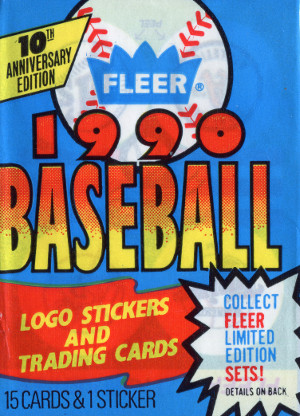 10TH
ANNIVERSARY
EDITION
FLEER®
1990
BASEBALL
LOGO STICKERS
AND
TRADING CARDS
COLLECT
FLEER
LIMITED
EDITION
SETS!
DETAILS ON BACK
15 CARDS & 1 STICKER